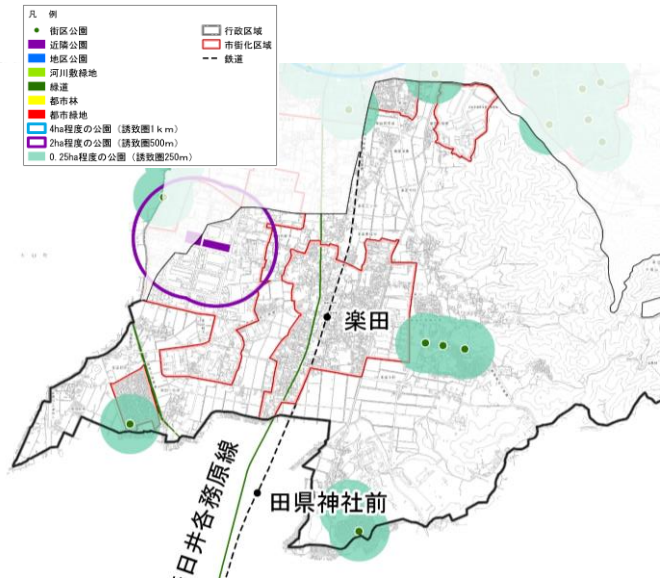 凡 例
街区公園
近隣公園
地区公園
河川敷緑地
緑道
都市林
都市緑地
4ha程度の公園（誘致圏1km）
2ha程度の公園（誘致圏500m）
0.25ha程度の公園（誘致圏250m）
行政区域
市街化区域
鉄道
楽田
田県神社前
日井各務原線